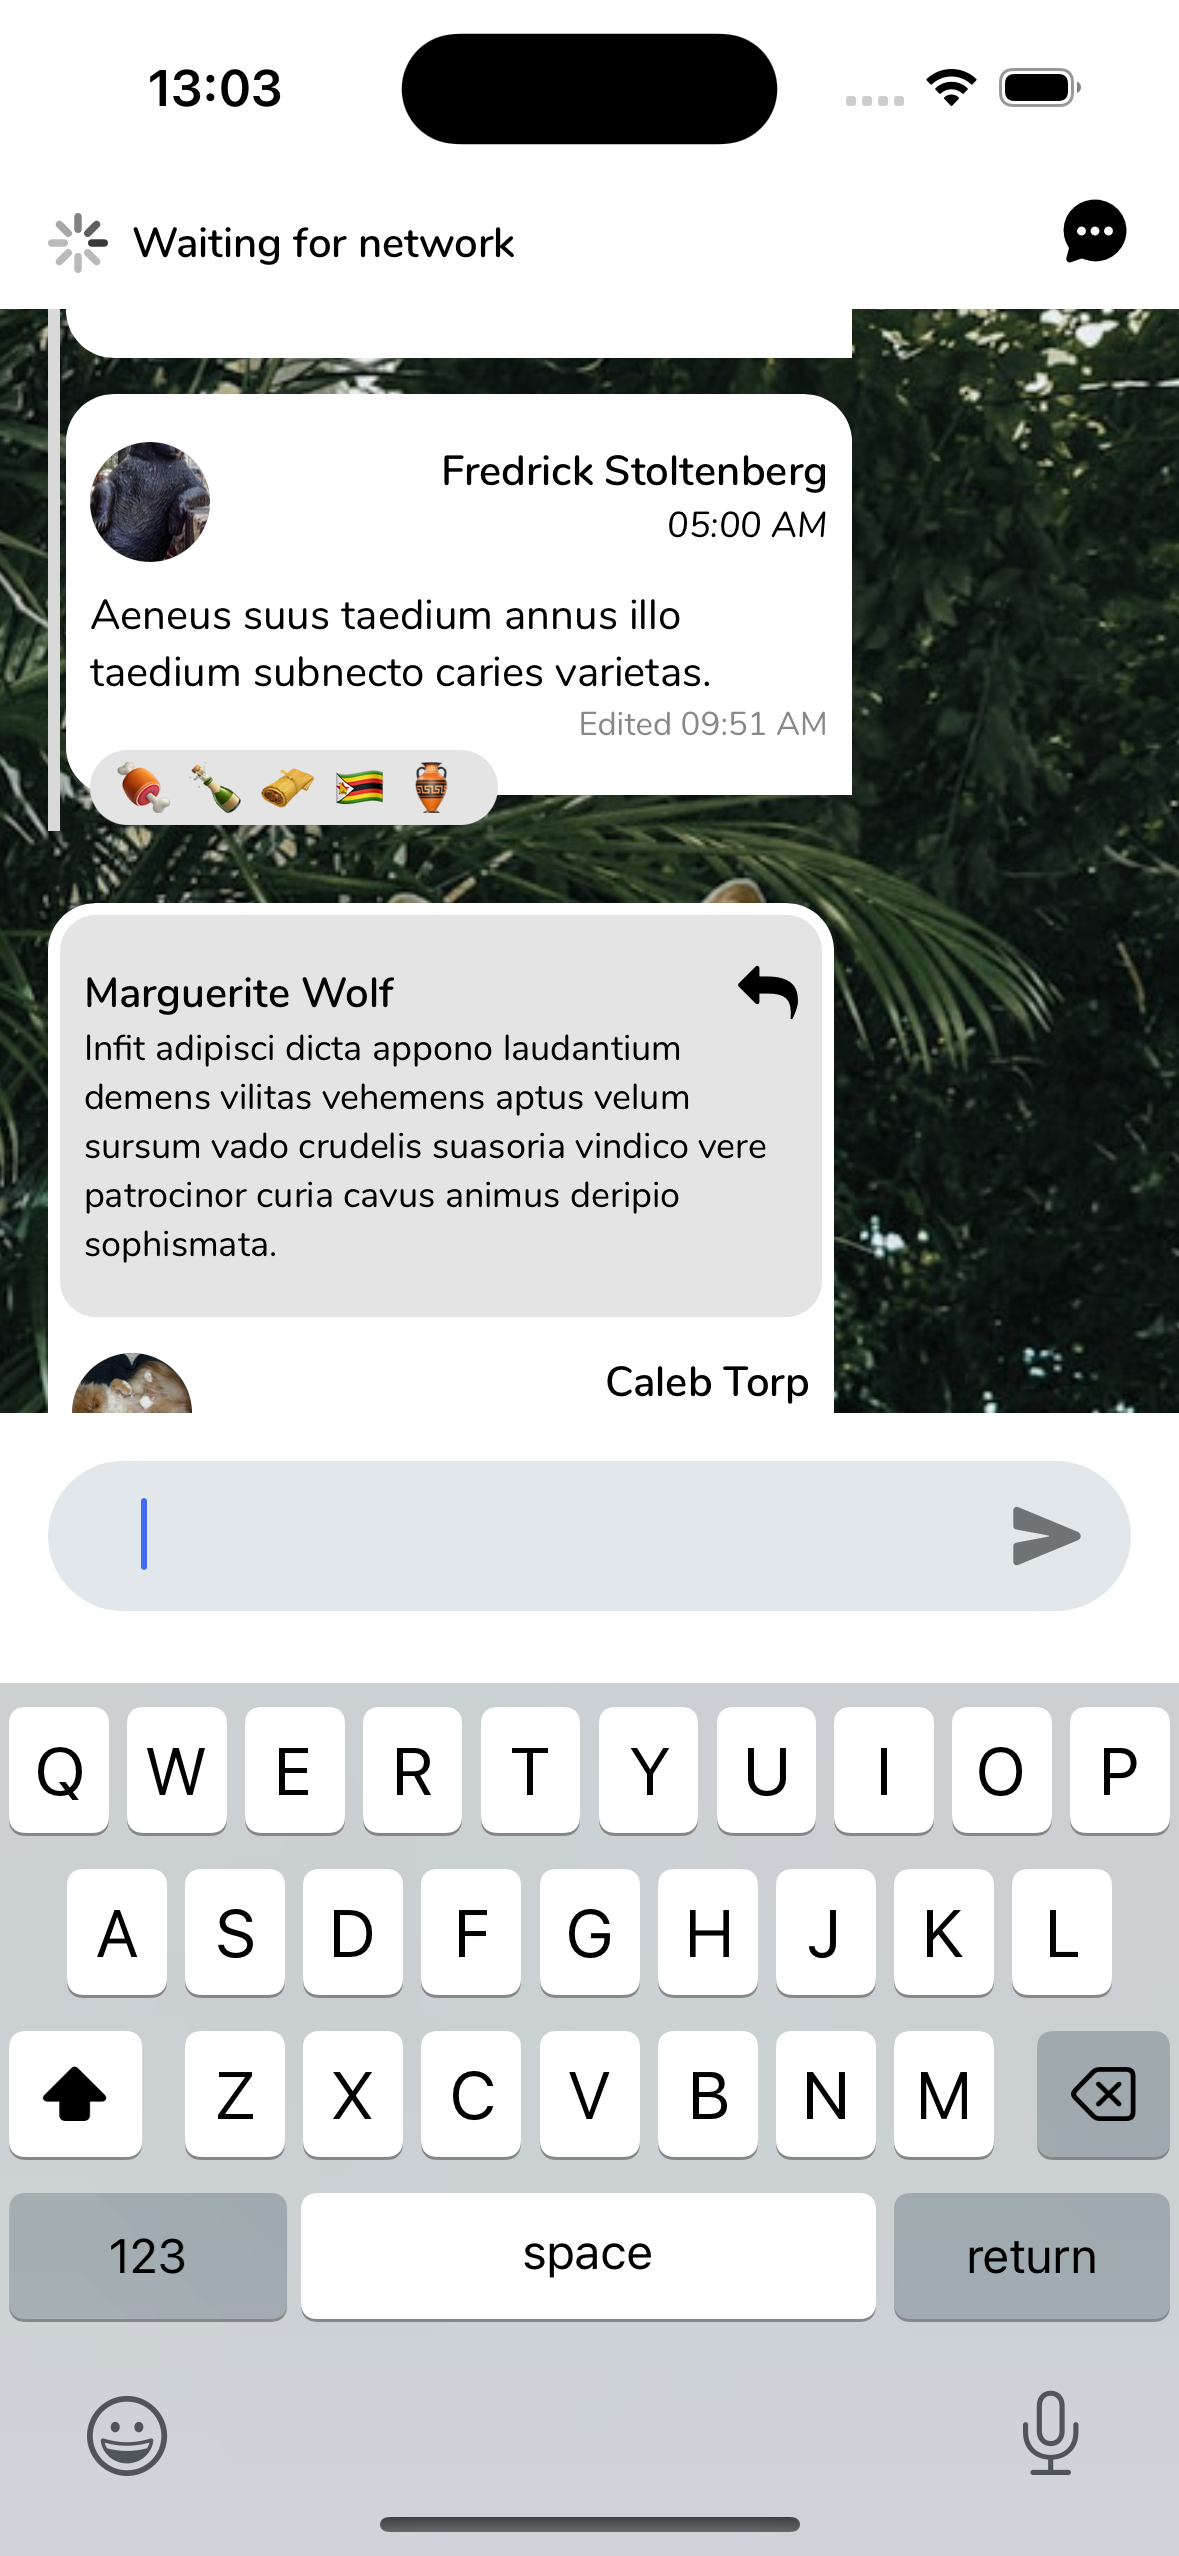 13:03
Waiting for network
Fredrick Stoltenberg
05:00 AM
Aeneus suus taedium annus illo
taedium subnecto caries varietas.
Edited 09:51 AM
🍖 🍾 🫔 🇿🇼 🏺
Marguerite Wolf
Infit adipisci dicta appono laudantium
demens vilitas vehemens aptus velum
sursum vado crudelis suasoria vindico vere
patrocinor curia cavus animus deripio
sophismata.
Caleb Torp
Q W E R T Y U I O P
A S D F G H J K L
Z X C V B N M
123 space return